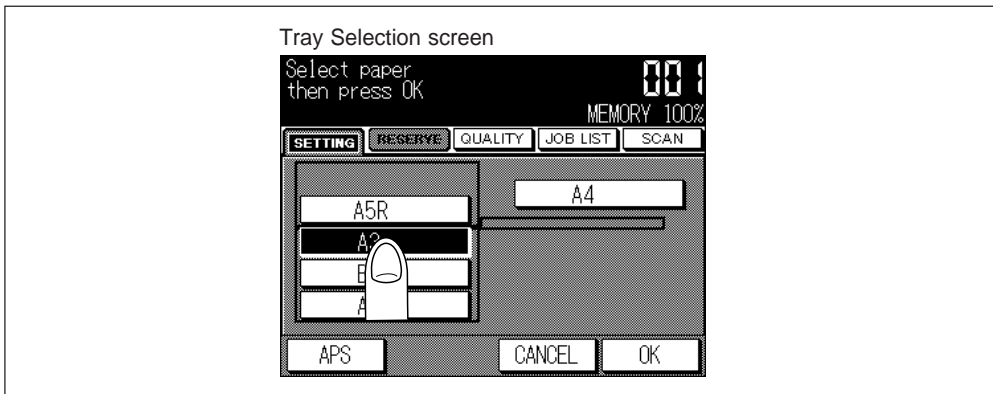 Tray Selection screen
Select paper
then press OK
001
MEMORY 100%
SETTING RESERVE QUALITY JOB LIST SCAN
A5R
A4
A3
APS CANCEL OK